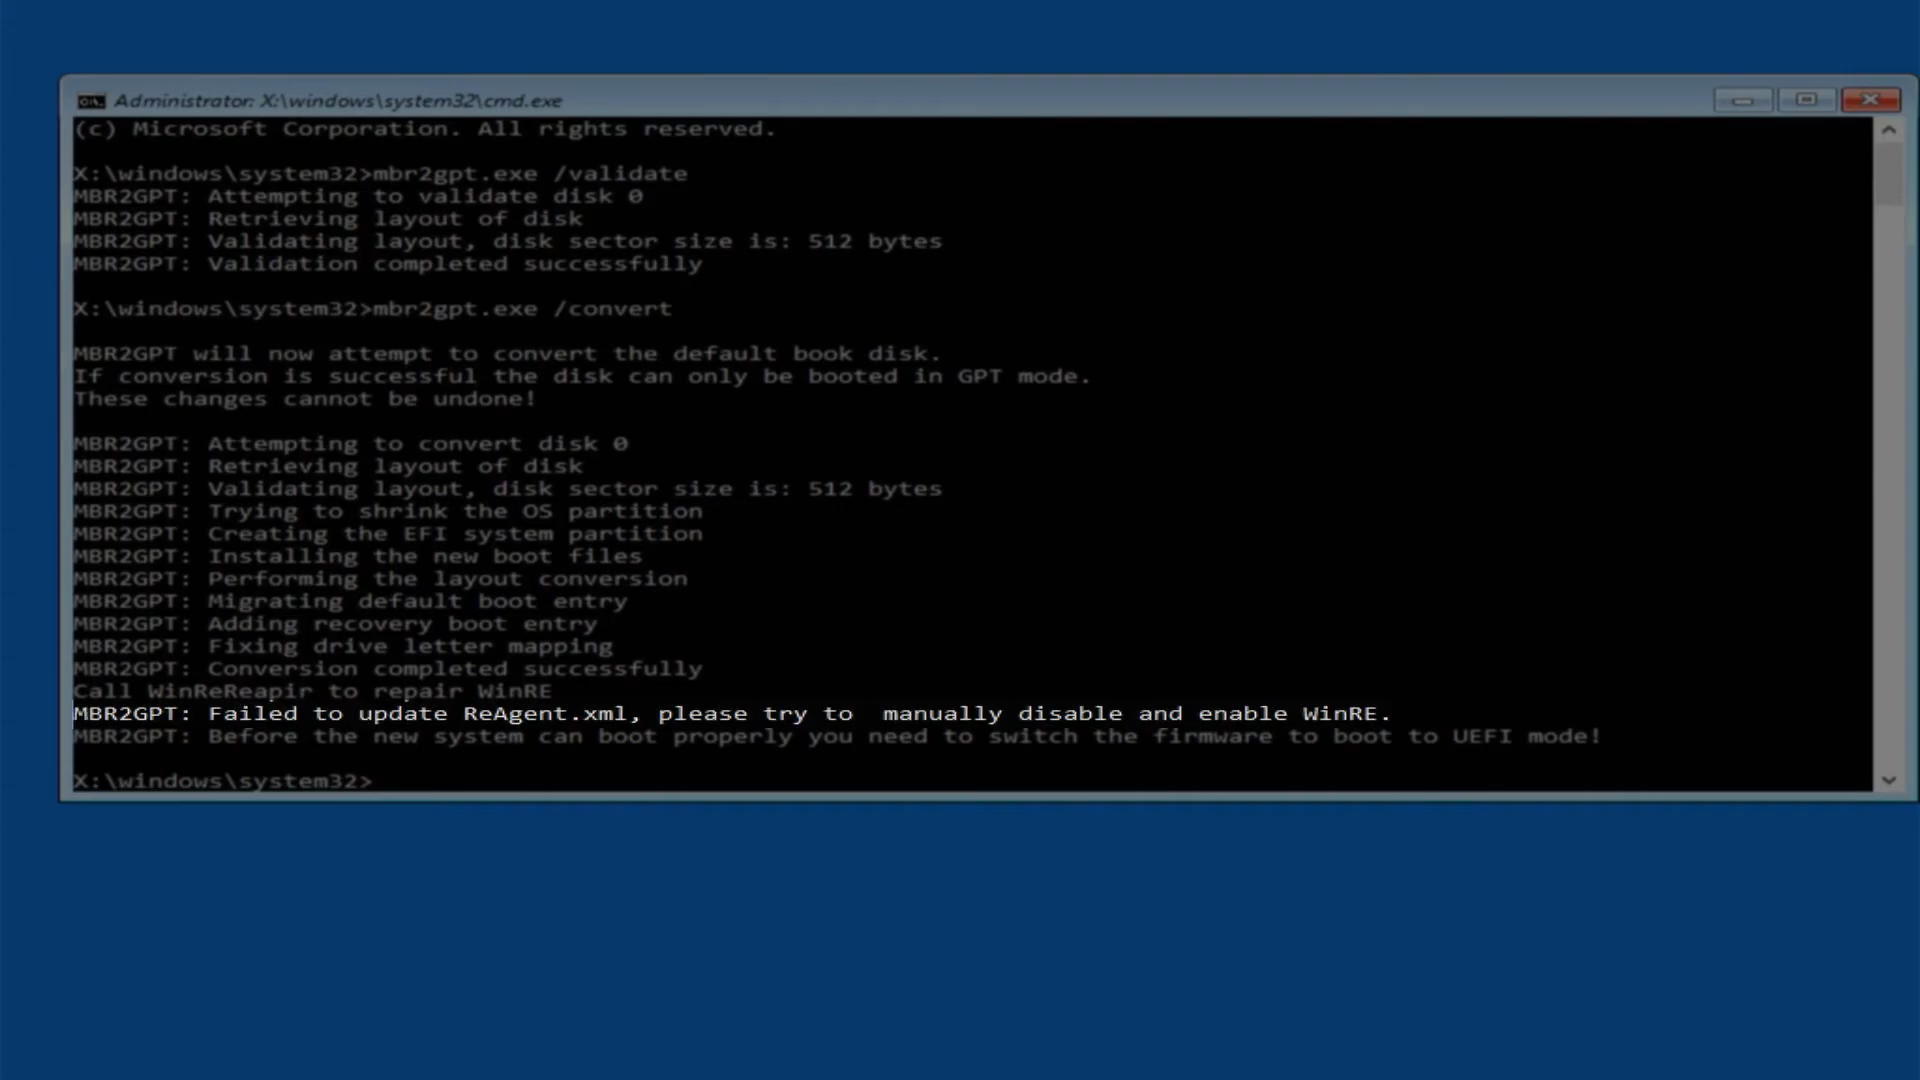 Administrator: X:\windows\system32\cmd.exe
(c) Microsoft Corporation. All rights reserved.
X:\windows\system32>mbr2gpt.exe /validate
MBR2GPT: Attempting to validate disk 0
MBR2GPT: Retrieving layout of disk
MBR2GPT: Validating layout, disk sector size is: 512 bytes
MBR2GPT: Validation completed successfully
X:\windows\system32>mbr2gpt.exe /convert
MBR2GPT will now attempt to convert the default book disk.
If conversion is successful the disk can only be booted in GPT mode.
These changes cannot be undone!
MBR2GPT: Attempting to convert disk 0
MBR2GPT: Retrieving layout of disk
MBR2GPT: Validating layout, disk sector size is: 512 bytes
MBR2GPT: Trying to shrink the OS partition
MBR2GPT: Creating the EFI system partition
MBR2GPT: Installing the new boot files
MBR2GPT: Performing the layout conversion
MBR2GPT: Migrating default boot entry
MBR2GPT: Adding recovery boot entry
MBR2GPT: Fixing drive letter mapping
MBR2GPT: Conversion completed successfully
Call WinReReapir to repair WinRE
MBR2GPT: Failed to update ReAgent.xml, please try to  manually disable and enable WinRE.
MBR2GPT: Before the new system can boot properly you need to switch the firmware to boot to UEFI mode!
X:\windows\system32>